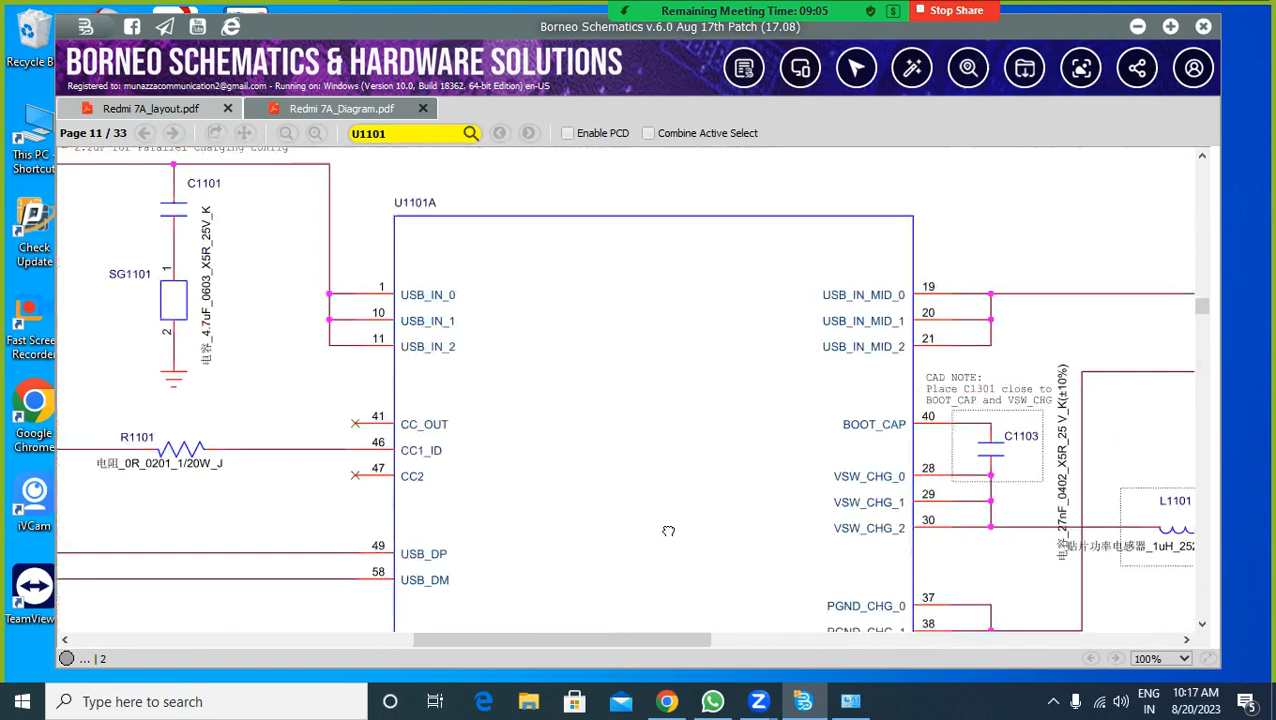 Remaining Meeting Time: 09:05
Stop Share
Borneo Schematics v.6.0 Aug 17th Patch (17.08)
BORNEO SCHEMATICS & HARDWARE SOLUTIONS
Registered to: munazzacommunication2@gmail.com - Running on: Windows (Version 10.0, Build 18362, 64-bit Edition) en-US
Redmi 7A_layout.pdf
Redmi 7A_Diagram.pdf
Page 11 / 33
U1101
Enable PCD
Combine Active Select
Recycle B
This PC -
Shortcut
Check
Update
Fast Scree
Recorder
Google
Chrome
iVCam
TeamView
C1101
电容_4.7uF_0603_X5R_25V_K
SG1101
1
2
U1101A
1 USB_IN_0
10 USB_IN_1
11 USB_IN_2
41 CC_OUT
46 CC1_ID
47 CC2
R1101
电阻_0R_0201_1/20W_J
49 USB_DP
58 USB_DM
USB_IN_MID_0 19
USB_IN_MID_1 20
USB_IN_MID_2 21
CAD NOTE:
Place C1301 close to
BOOT_CAP and VSW_CHG
BOOT_CAP 40
C1103
电容_27nF_0402_X5R_25 V_K(±10%)
VSW_CHG_0 28
VSW_CHG_1 29
VSW_CHG_2 30
L1101
贴片功率电感器_1uH_252
PGND_CHG_0 37
PGND_CHG_1 38
... | 2
100%
Type here to search
ENG
IN
10:17 AM
8/20/2023
5